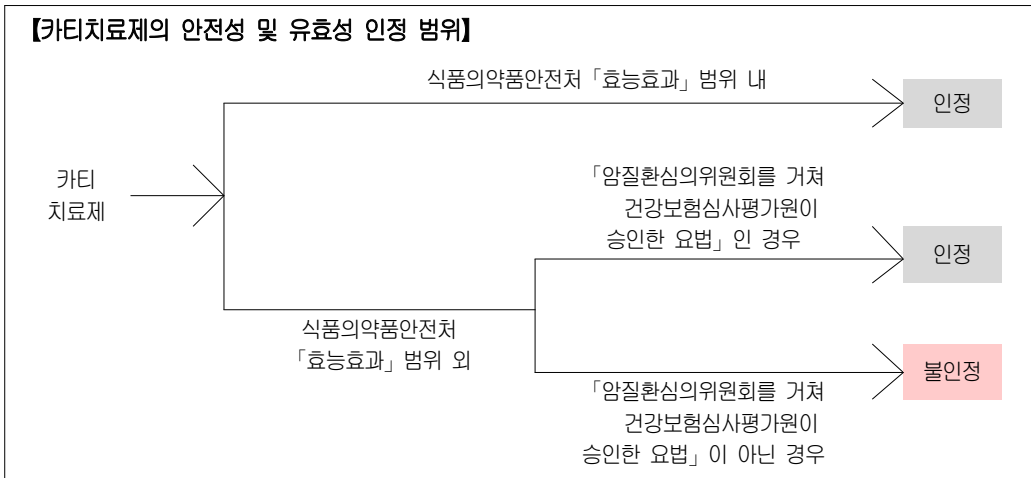 【카티치료제의 안전성 및 유효성 인정 범위】
식품의약품안전처「효능효과」범위 내
인정
카티
치료제
「암질환심의위원회를 거쳐
건강보험심사평가원이
승인한 요법」인 경우
인정
식품의약품안전처
「효능효과」범위 외
불인정
「암질환심의위원회를 거쳐
건강보험심사평가원이
승인한 요법」이 아닌 경우